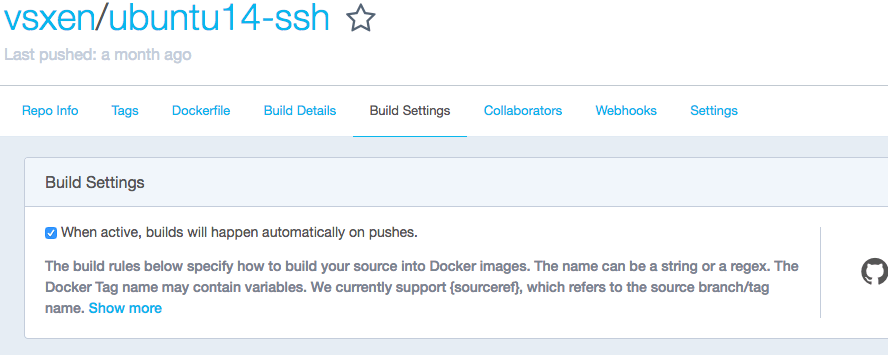 vsxen/ubuntu14-ssh
Last pushed: a month ago
Repo Info Tags Dockerfile Build Details Build Settings Collaborators Webhooks Settings
Build Settings
When active, builds will happen automatically on pushes.
The build rules below specify how to build your source into Docker images. The name can be a string or a regex. The
Docker Tag name may contain variables. We currently support {sourceref}, which refers to the source branch/tag
name. Show more